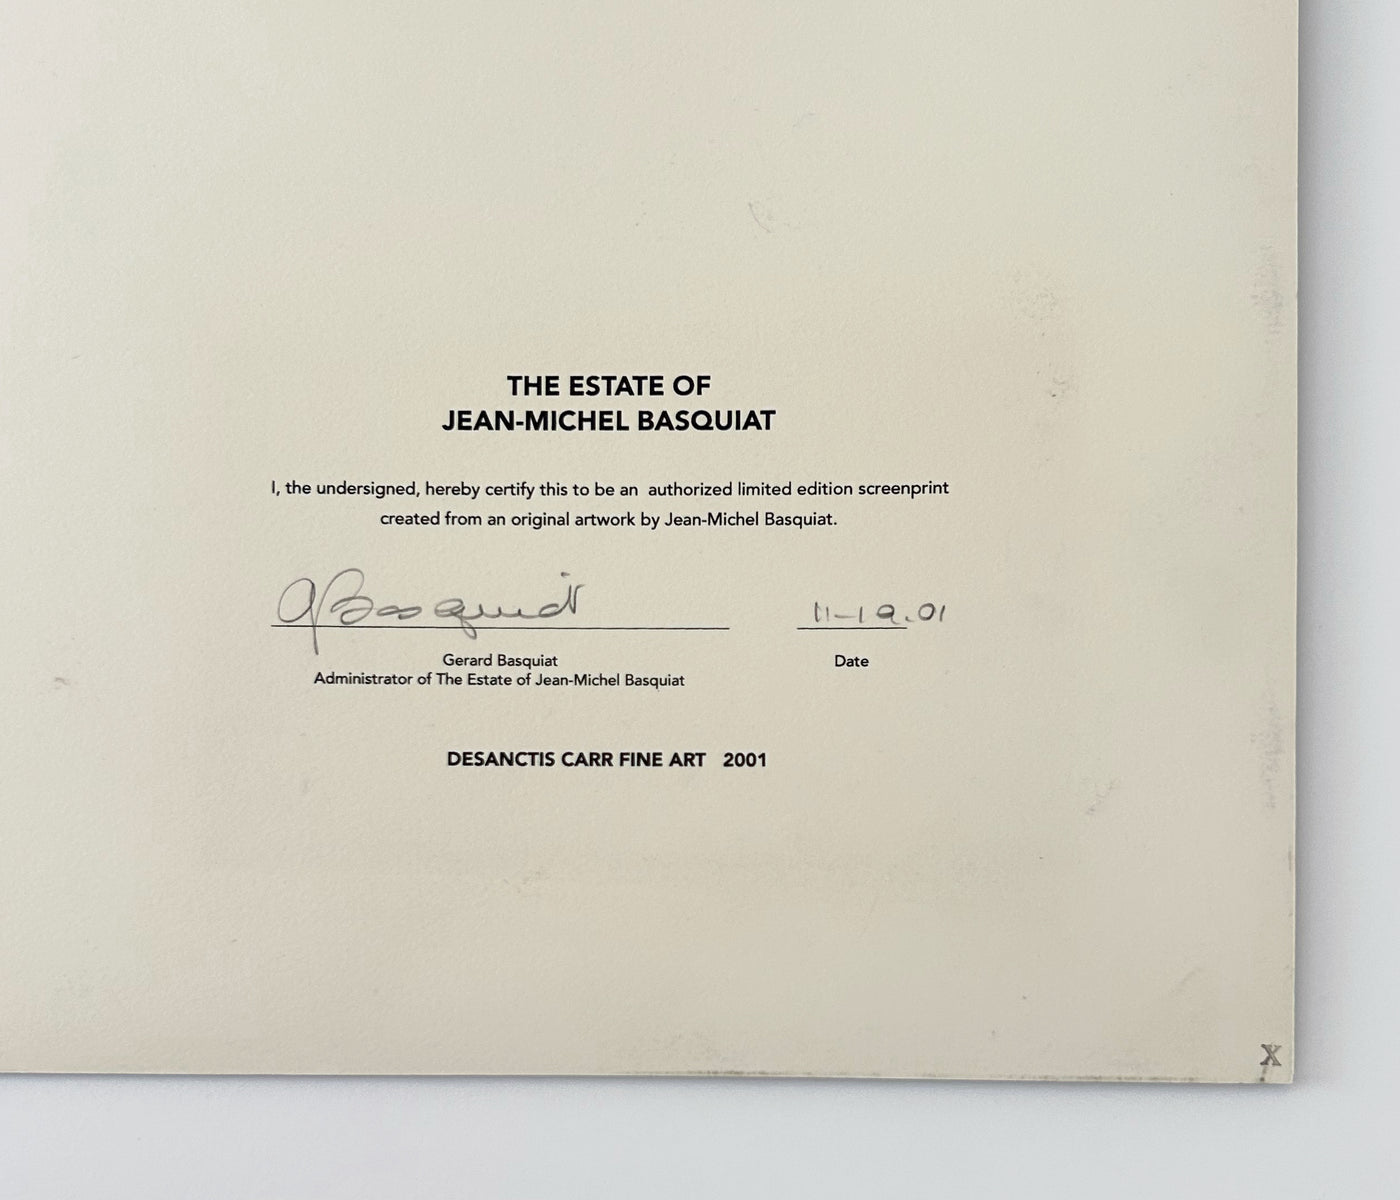 THE ESTATE OF
JEAN-MICHEL BASQUIAT
I, the undersigned, hereby certify this to be an authorized limited edition screenprint
created from an original artwork by Jean-Michel Basquiat.
G Basquiat 11-19.01
Gerard Basquiat Date
Administrator of The Estate of Jean-Michel Basquiat
DESANCTIS CARR FINE ART 2001
X